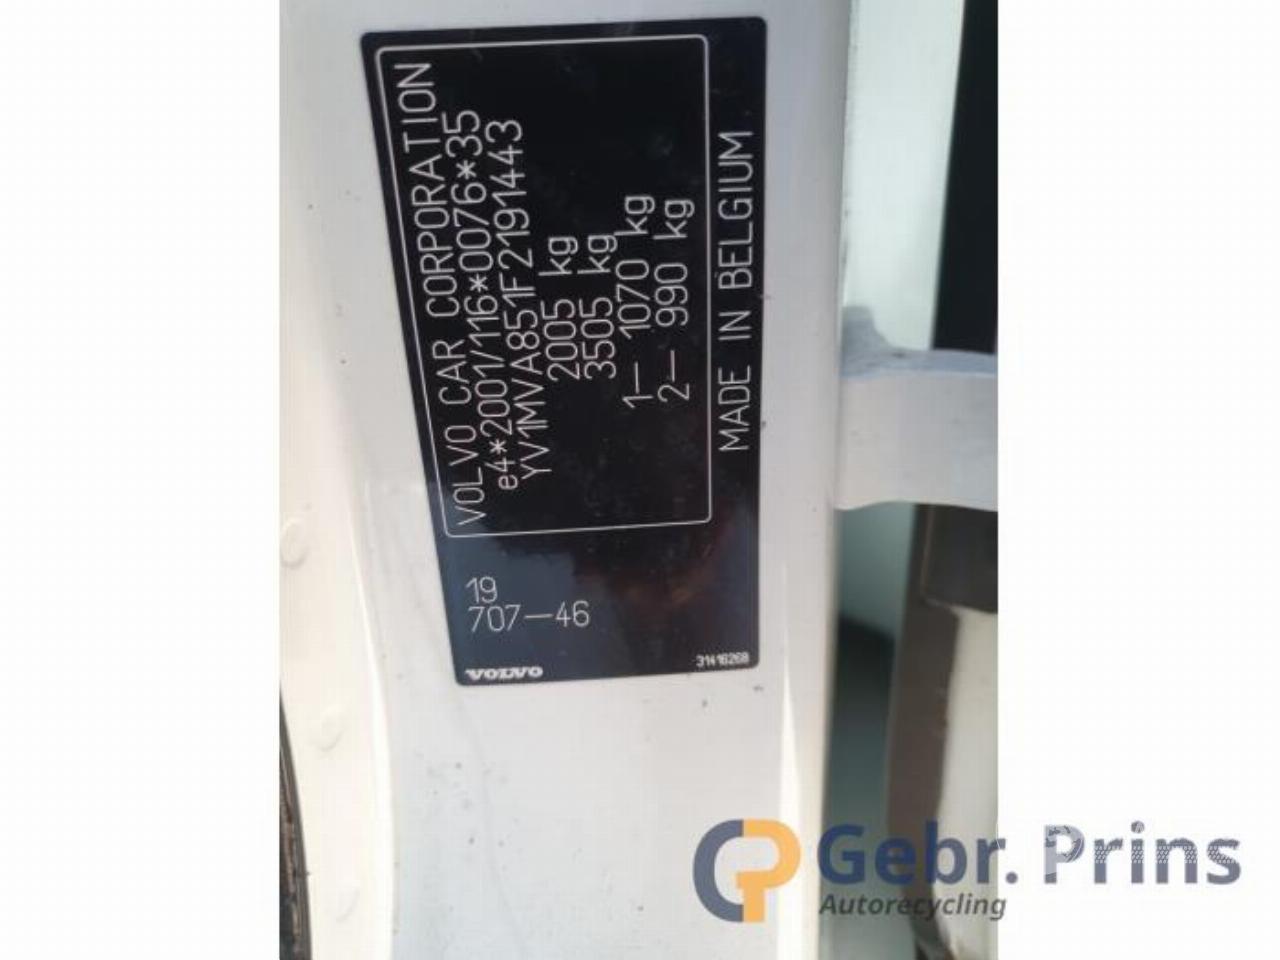 VOLVO CAR CORPORATION
e4*2001/116*0076*35
YV1MVA851F2191443
2005 kg
3505 kg
1— 1070 kg
2— 990 kg
MADE IN BELGIUM
19
707—46
VOLVO
31416268
Gebr. Prins
Autorecycling